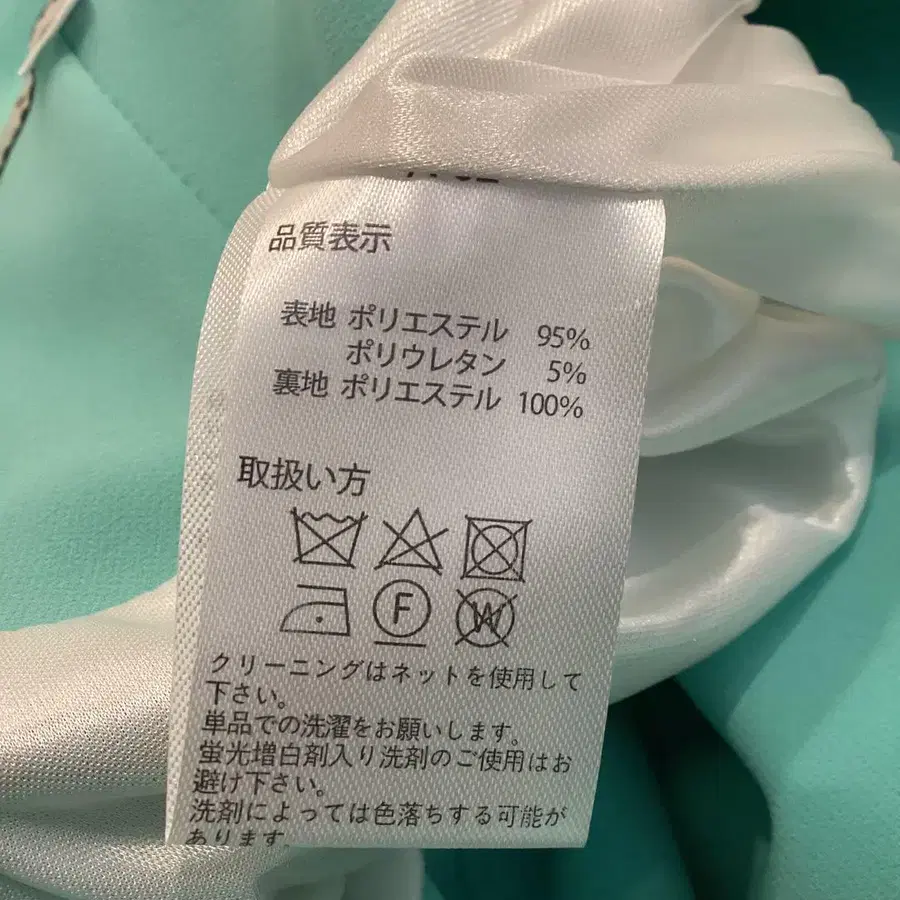 品質表示
表地 ポリエステル 95%
ポリウレタン 5%
裏地 ポリエステル 100%
取扱い方
F
W
クリーニングはネットを使用して
下さい。
単品での洗濯をお願いします。
蛍光増白剤入り洗剤のご使用はお
避け下さい。
洗剤によっては色落ちする可能が
あります。